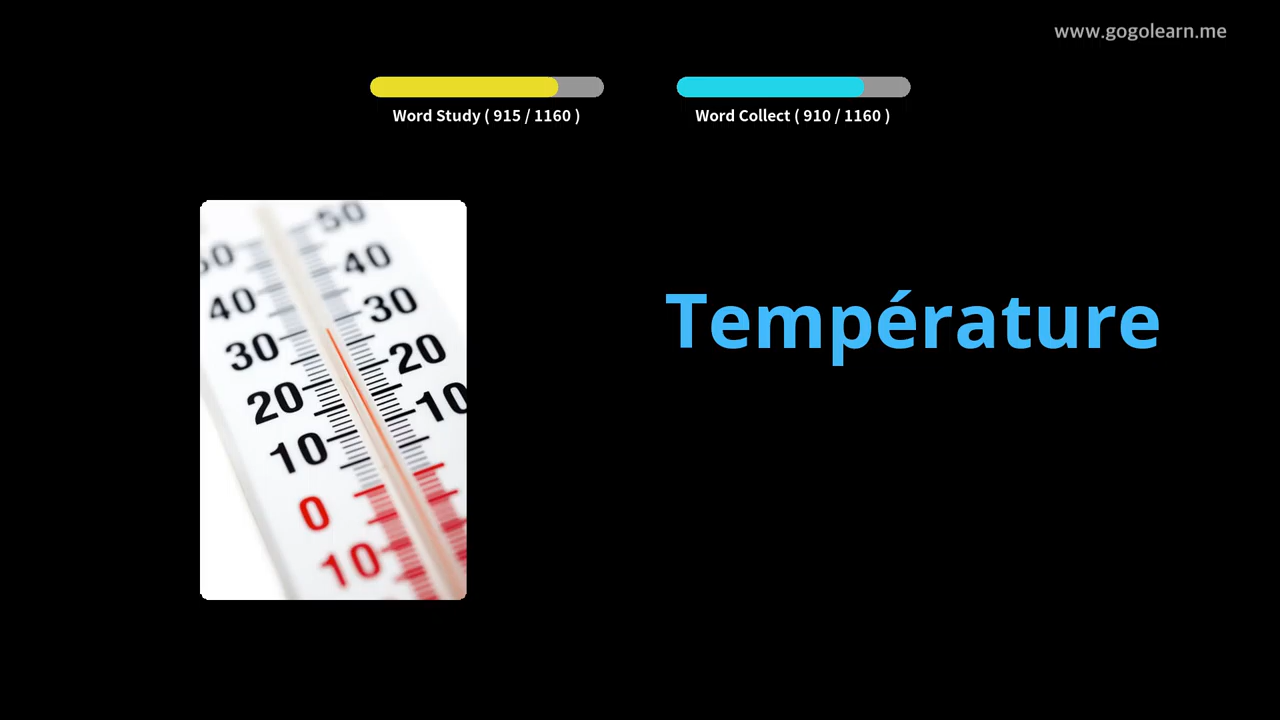 www.gogolearn.me
Word Study ( 915 / 1160 )
Word Collect ( 910 / 1160 )
Température
50
40
40
30
30
20
20
10
10
0
10